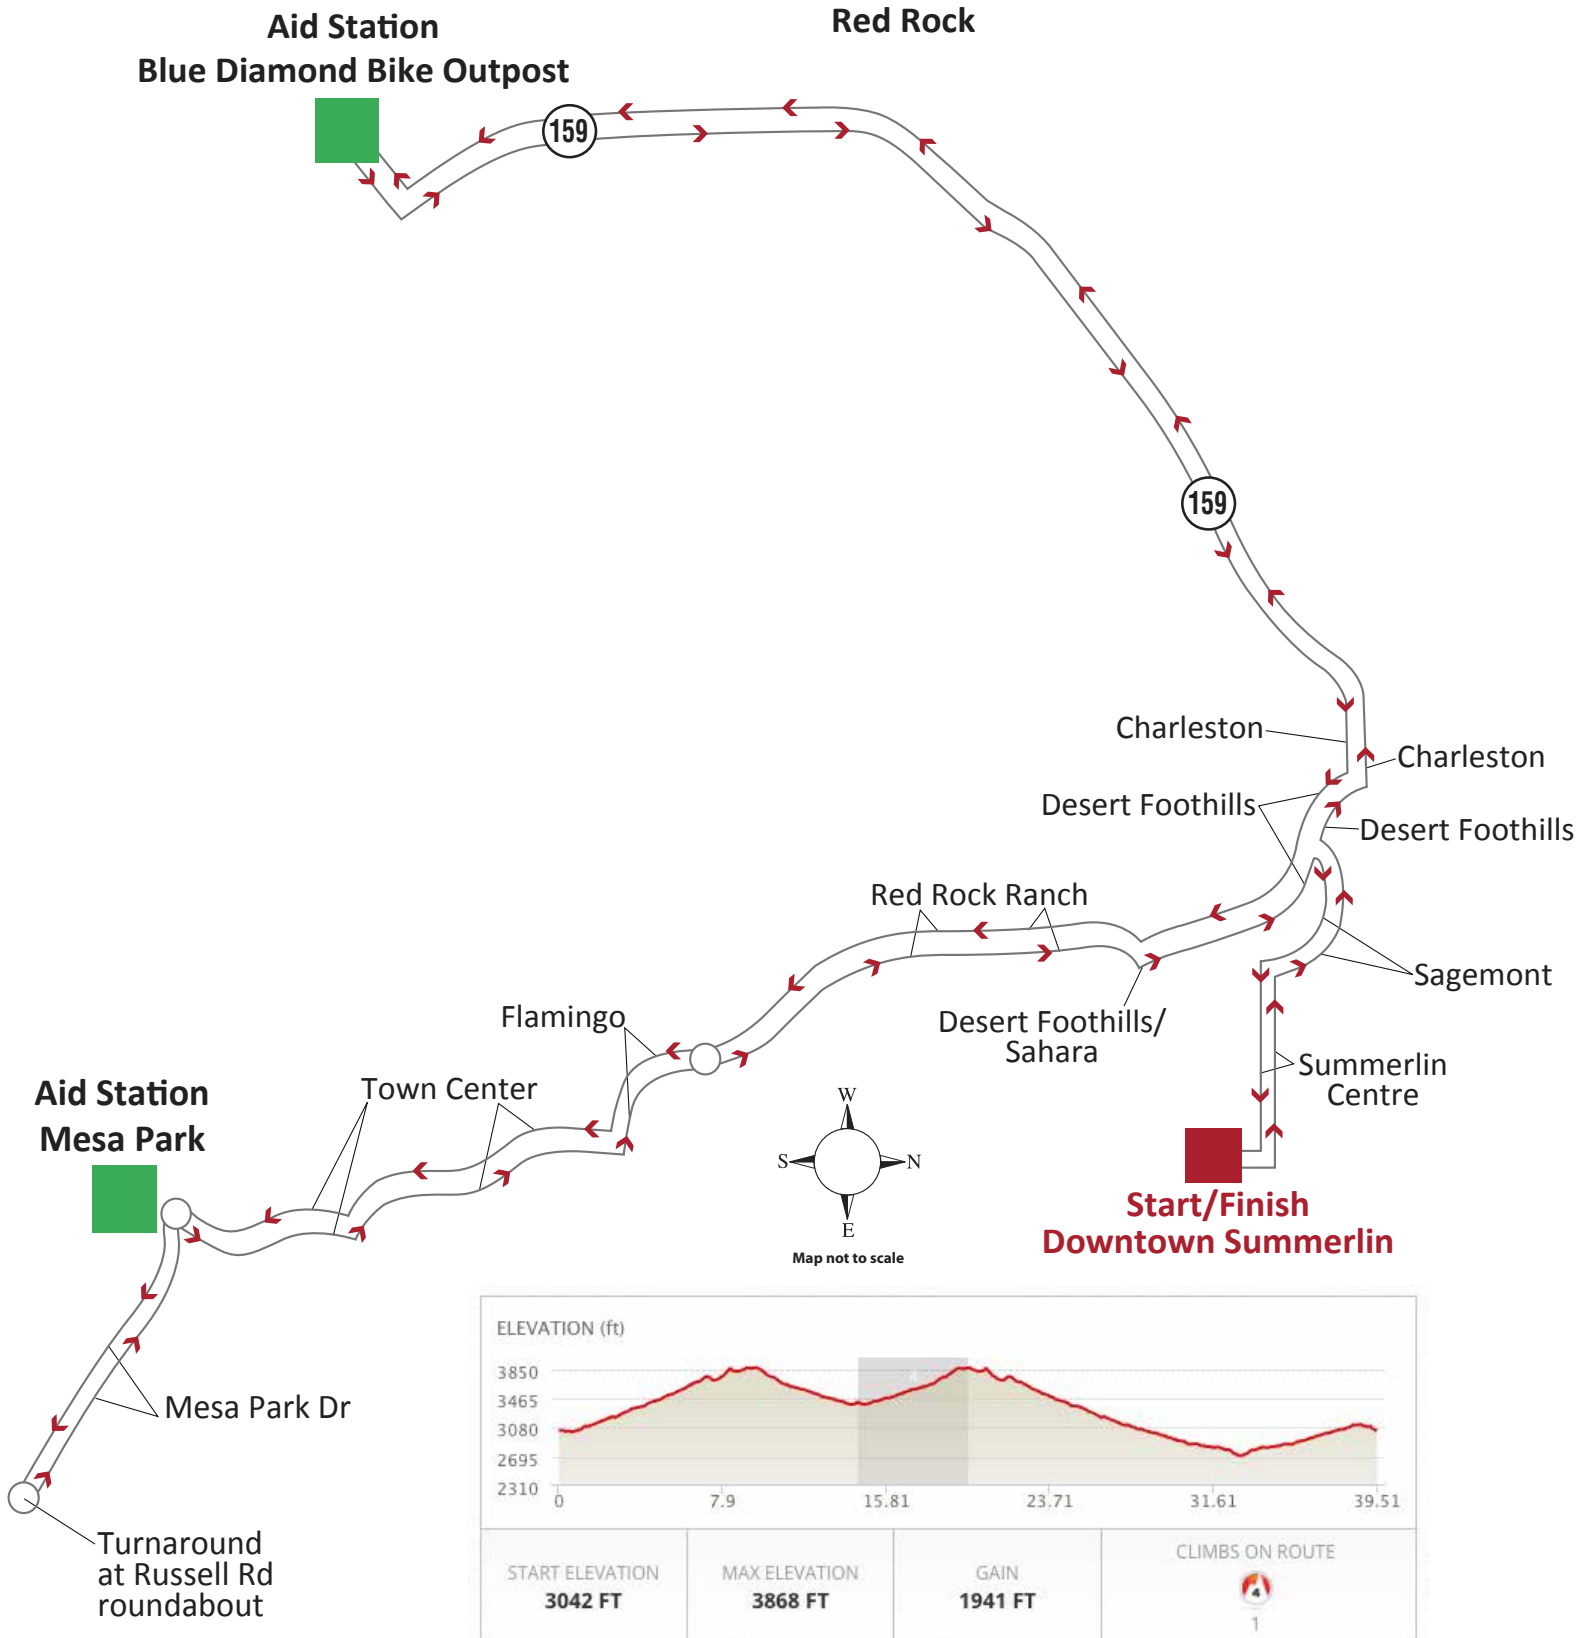 Red Rock
Aid Station
Blue Diamond Bike Outpost
159
159
Charleston
Charleston
Desert Foothills
Desert Foothills
Red Rock Ranch
Sagemont
Desert Foothills/
Sahara
Flamingo
Summerlin
Centre
Town Center
Aid Station
Mesa Park
W
S
N
E
Map not to scale
Start/Finish
Downtown Summerlin
Mesa Park Dr
Turnaround
at Russell Rd
roundabout
ELEVATION (ft)
3850
3465
3080
2695
2310
4
0 7.9 15.81 23.71 31.61 39.51
START ELEVATION
3042 FT
MAX ELEVATION
3868 FT
GAIN
1941 FT
CLIMBS ON ROUTE
4
1